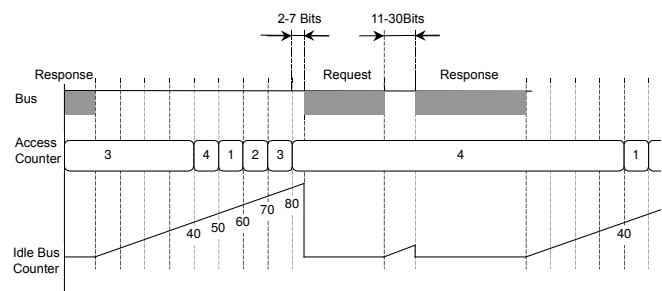 2-7 Bits 11-30Bits
Response Request Response
Bus
Access
Counter
3 4 1 2 3 4 1
40 50 60 70 80 40
Idle Bus
Counter